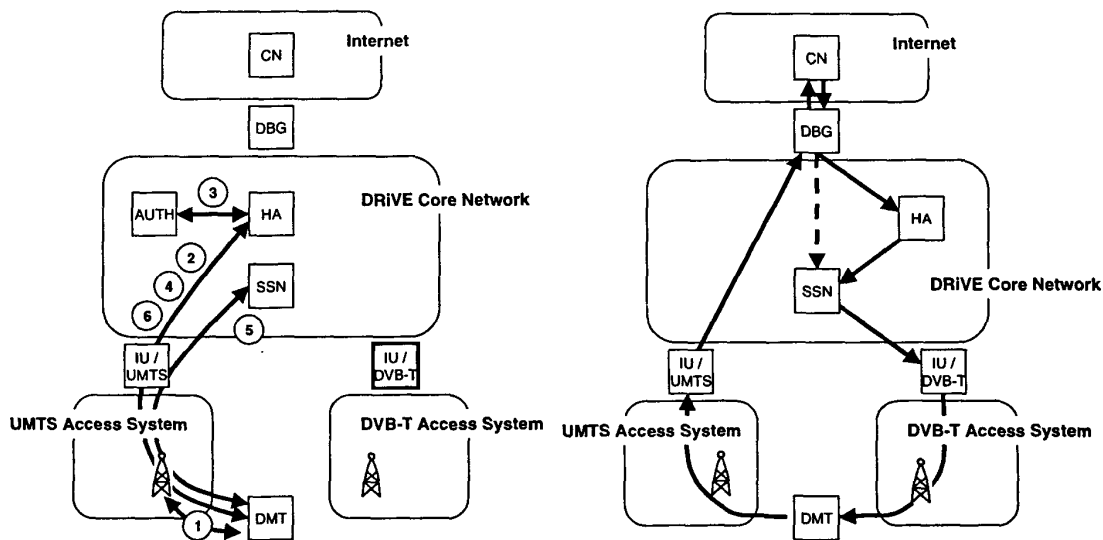 Internet
CN
DBG
DRiVE Core Network
3
AUTH
HA
2
4
SSN
6
5
IU /
UMTS
IU /
DVB-T
UMTS Access System
DVB-T Access System
1
DMT
Internet
CN
DBG
HA
DRiVE Core Network
SSN
IU /
UMTS
IU /
DVB-T
UMTS Access System
DVB-T Access System
DMT